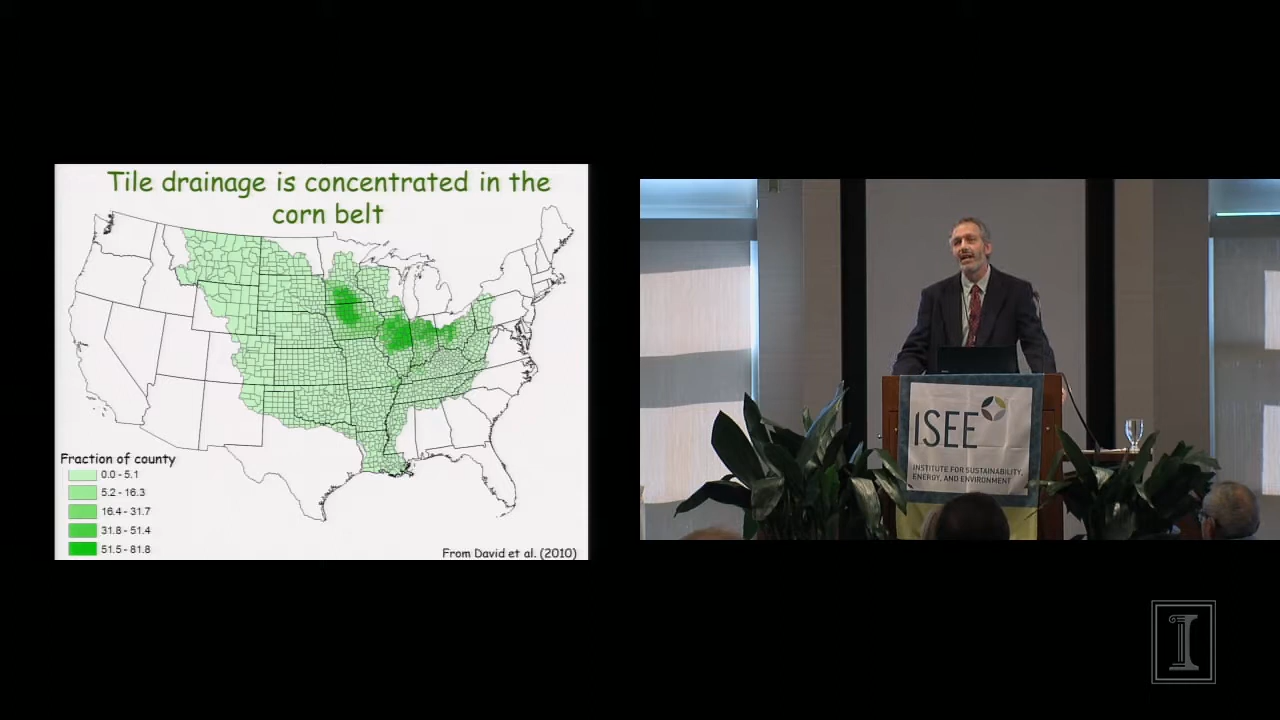 Tile drainage is concentrated in the
corn belt
Fraction of county
0.0 - 5.1
5.2 - 16.3
16.4 - 31.7
31.8 - 51.4
51.5 - 81.8
From David et al. (2010)
ISEE
INSTITUTE FOR SUSTAINABILITY,
ENERGY, AND ENVIRONMENT
I